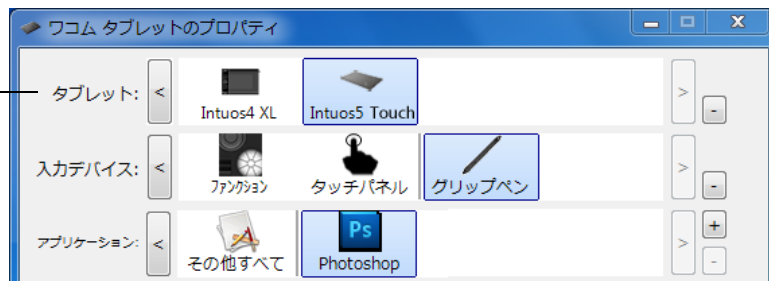 ワコム タブレットのプロパティ
タブレット:
Intuos4 XL
Intuos5 Touch
入力デバイス:
ファンクション
タッチパネル
グリップペン
アプリケーション:
その他すべて
Ps
Photoshop